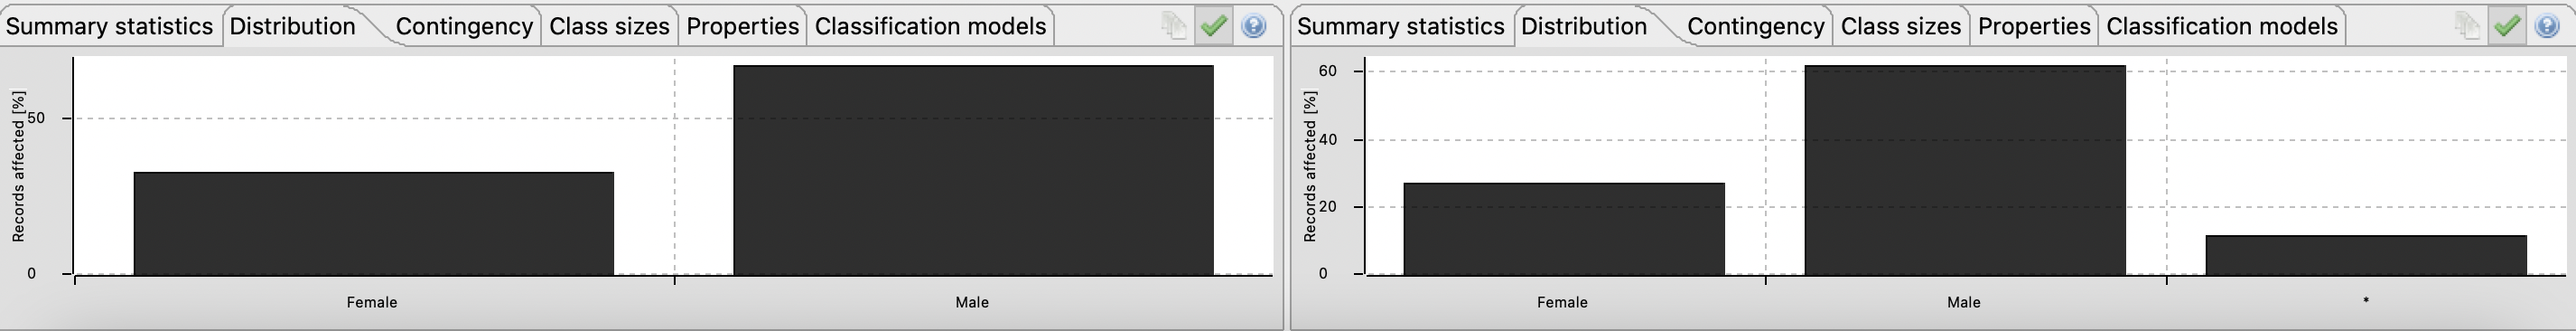 Summary statistics Distribution Contingency Class sizes Properties Classification models
Records affected [%]
50
0
Female Male
Summary statistics Distribution Contingency Class sizes Properties Classification models
Records affected [%]
60
40
20
0
Female Male *